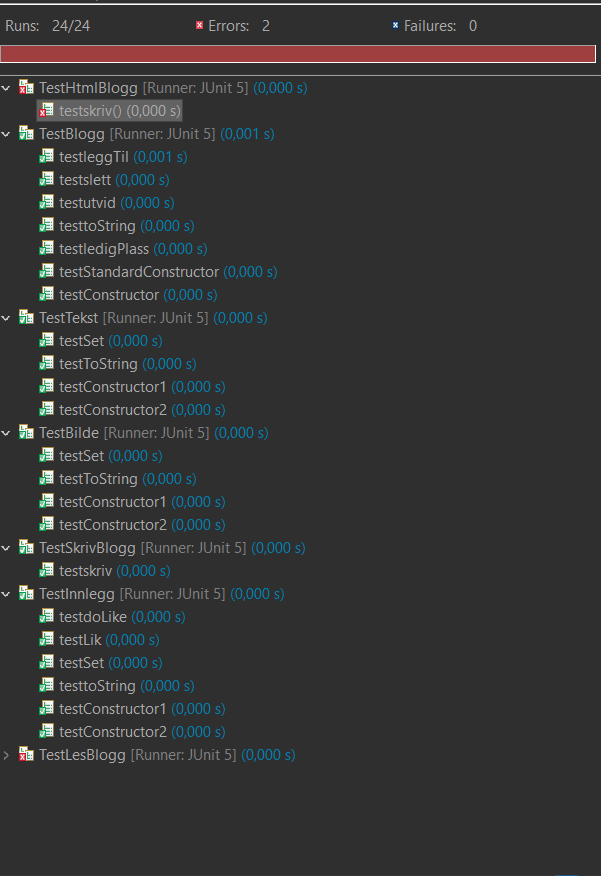 Runs: 24/24 Errors: 2 Failures: 0
TestHtmlBlogg [Runner: JUnit 5] (0,000 s)
testskriv() (0,000 s)
TestBlogg [Runner: JUnit 5] (0,001 s)
testleggTil (0,001 s)
testslett (0,000 s)
testutvid (0,000 s)
testtoString (0,000 s)
testledigPlass (0,000 s)
testStandardConstructor (0,000 s)
testConstructor (0,000 s)
TestTekst [Runner: JUnit 5] (0,000 s)
testSet (0,000 s)
testToString (0,000 s)
testConstructor1 (0,000 s)
testConstructor2 (0,000 s)
TestBilde [Runner: JUnit 5] (0,000 s)
testSet (0,000 s)
testToString (0,000 s)
testConstructor1 (0,000 s)
testConstructor2 (0,000 s)
TestSkrivBlogg [Runner: JUnit 5] (0,000 s)
testskriv (0,000 s)
TestInnlegg [Runner: JUnit 5] (0,000 s)
testdoLike (0,000 s)
testLik (0,000 s)
testSet (0,000 s)
testtoString (0,000 s)
testConstructor1 (0,000 s)
testConstructor2 (0,000 s)
TestLesBlogg [Runner: JUnit 5] (0,000 s)